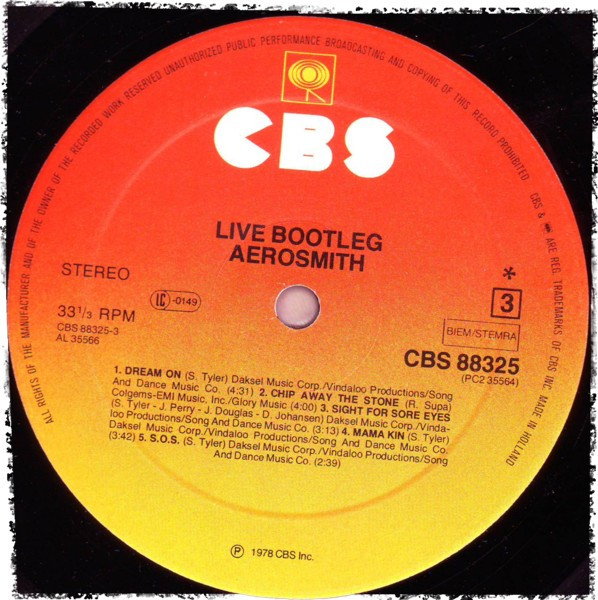 ALL RIGHTS OF THE MANUFACTURER AND OF THE OWNER OF THE RECORDED WORK RESERVED UNAUTHORIZED PUBLIC PERFORMANCE BROADCASTING AND COPYING OF THIS RECORD PROHIBITED
CBS & ARE REG. TRADEMARKS OF CBS INC. MADE IN HOLLAND
CBS
LIVE BOOTLEG
AEROSMITH
STEREO
*
33 1/3 RPM
LC -0149
3
CBS 88325-3
AL 35566
BIEM/STEMRA
CBS 88325
(PC2 35564)
1. DREAM ON (S. Tyler) Daksel Music Corp./Vindaloo Productions/Song
And Dance Music Co. (4:31) 2. CHIP AWAY THE STONE (R. Supa)
Colgems-EMI Music, Inc./Glory Music (4:00) 3. SIGHT FOR SORE EYES
(S. Tyler - J. Perry - J. Douglas - D. Johansen) Daksel Music Corp./Vinda-
loo Productions/Song And Dance Music Co. (3:13) 4. MAMA KIN (S. Tyler)
Daksel Music Corp./Vindaloo Productions/Song And Dance Music Co.
(3:42) 5. S.O.S. (S. Tyler) Daksel Music Corp./Vindaloo Productions/Song
And Dance Music Co. (2:39)
Ⓟ 1978 CBS Inc.